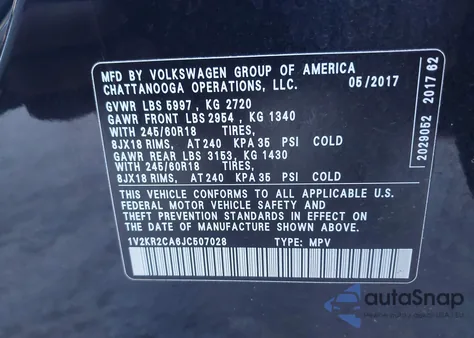 MFD BY VOLKSWAGEN GROUP OF AMERICA
CHATTANOOGA OPERATIONS, LLC. 05/2017
GVWR LBS 5997 , KG 2720
GAWR FRONT LBS 2954 , KG 1340
WITH 245/60R18 TIRES,
8JX18 RIMS, AT 240 KPA 35 PSI COLD
GAWR REAR LBS 3153, KG 1430
WITH 245/60R18 TIRES,
8JX18 RIMS, AT 240 KPA 35 PSI COLD
THIS VEHICLE CONFORMS TO ALL APPLICABLE U.S.
FEDERAL MOTOR VEHICLE SAFETY, BUMPER AND
THEFT PREVENTION STANDARDS IN EFFECT ON
THE DATE OF MANUFACTURE SHOWN ABOVE.
1V2KR2CA6JC507028 TYPE: MPV
2029052 2017 62
autoSnap